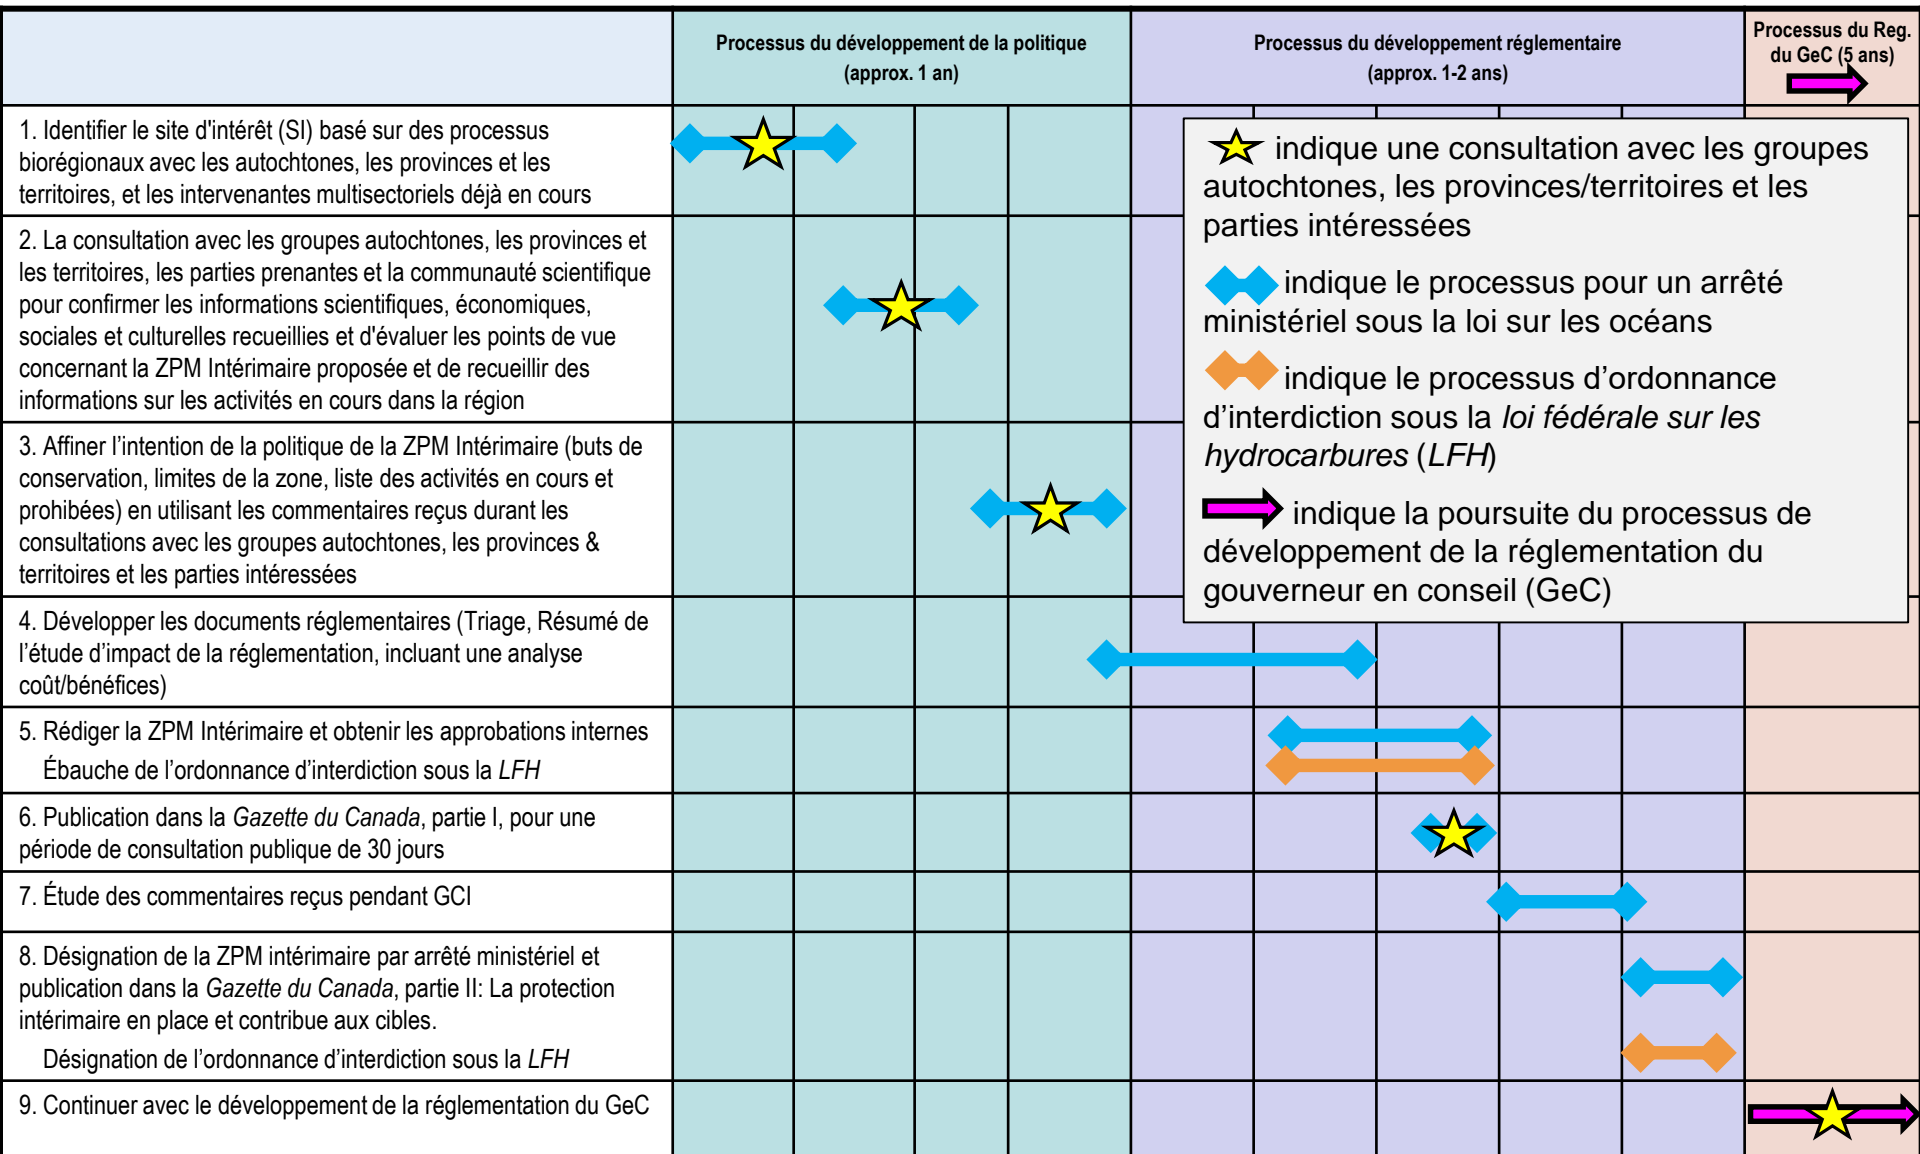 Processus du développement de la politique
(approx. 1 an)
Processus du développement réglementaire
(approx. 1-2 ans)
Processus du Reg.
du GeC (5 ans)
1. Identifier le site d'intérêt (SI) basé sur des processus
biorégionaux avec les autochtones, les provinces et les
territoires, et les intervenantes multisectoriels déjà en cours
2. La consultation avec les groupes autochtones, les provinces et
les territoires, les parties prenantes et la communauté scientifique
pour confirmer les informations scientifiques, économiques,
sociales et culturelles recueillies et d'évaluer les points de vue
concernant la ZPM Intérimaire proposée et de recueillir des
informations sur les activités en cours dans la région
3. Affiner l’intention de la politique de la ZPM Intérimaire (buts de
conservation, limites de la zone, liste des activités en cours et
prohibées) en utilisant les commentaires reçus durant les
consultations avec les groupes autochtones, les provinces &
territoires et les parties intéressées
4. Développer les documents réglementaires (Triage, Résumé de
l’étude d’impact de la réglementation, incluant une analyse
coût/bénéfices)
5. Rédiger la ZPM Intérimaire et obtenir les approbations internes
Ébauche de l’ordonnance d’interdiction sous la LFH
6. Publication dans la Gazette du Canada, partie I, pour une
période de consultation publique de 30 jours
7. Étude des commentaires reçus pendant GCI
8. Désignation de la ZPM intérimaire par arrêté ministériel et
publication dans la Gazette du Canada, partie II: La protection
intérimaire en place et contribue aux cibles.
Désignation de l’ordonnance d’interdiction sous la LFH
9. Continuer avec le développement de la réglementation du GeC
indique une consultation avec les groupes
autochtones, les provinces/territoires et les
parties intéressées
indique le processus pour un arrêté
ministériel sous la loi sur les océans
indique le processus d’ordonnance
d’interdiction sous la loi fédérale sur les
hydrocarbures (LFH)
indique la poursuite du processus de
développement de la réglementation du
gouverneur en conseil (GeC)